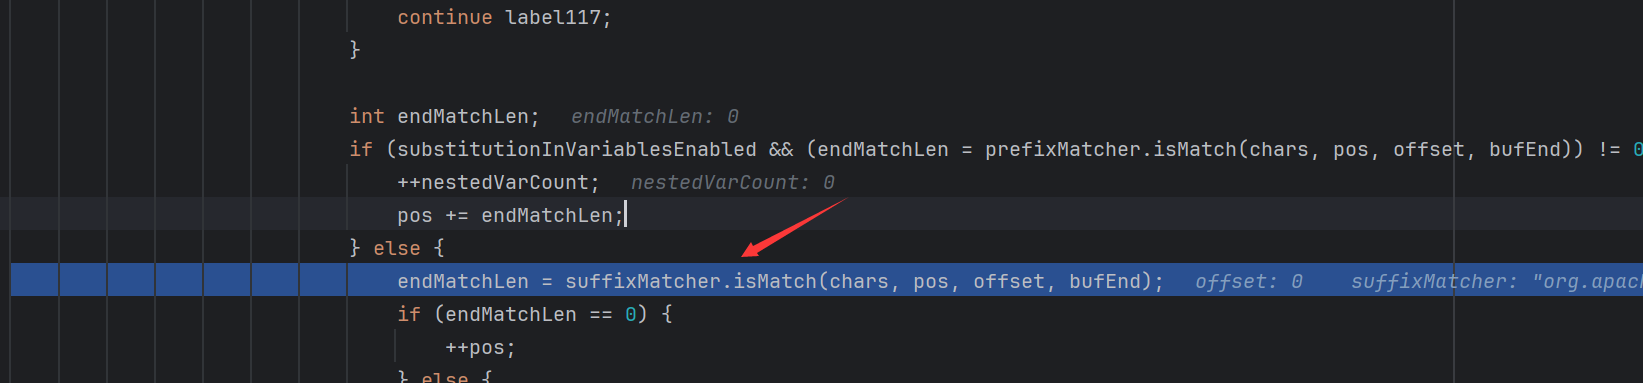 continue label117;
}
int endMatchLen; endMatchLen: 0
if (substitutionInVariablesEnabled && (endMatchLen = prefixMatcher.isMatch(chars, pos, offset, bufEnd)) != 0
++nestedVarCount; nestedVarCount: 0
pos += endMatchLen;
} else {
endMatchLen = suffixMatcher.isMatch(chars, pos, offset, bufEnd); offset: 0 suffixMatcher: "org.apach
if (endMatchLen == 0) {
++pos;
} else {